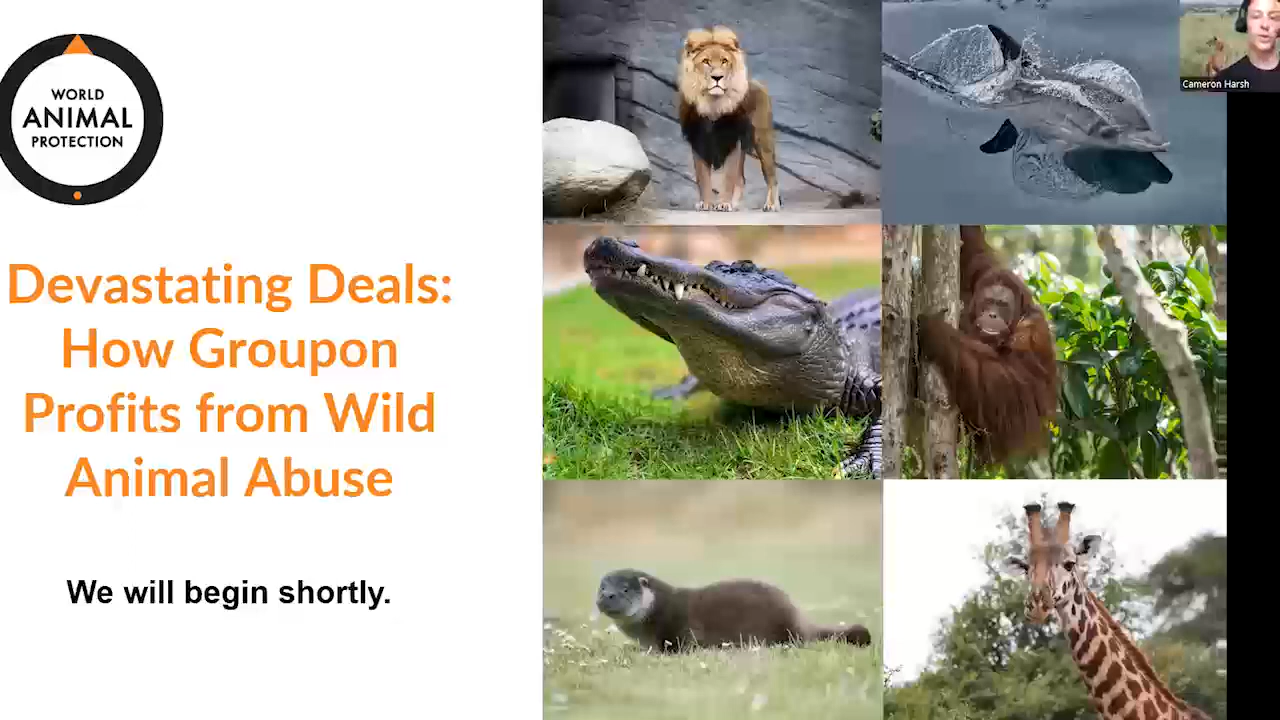 WORLD
ANIMAL
PROTECTION
Devastating Deals:
How Groupon
Profits from Wild
Animal Abuse
We will begin shortly.
Cameron Harsh